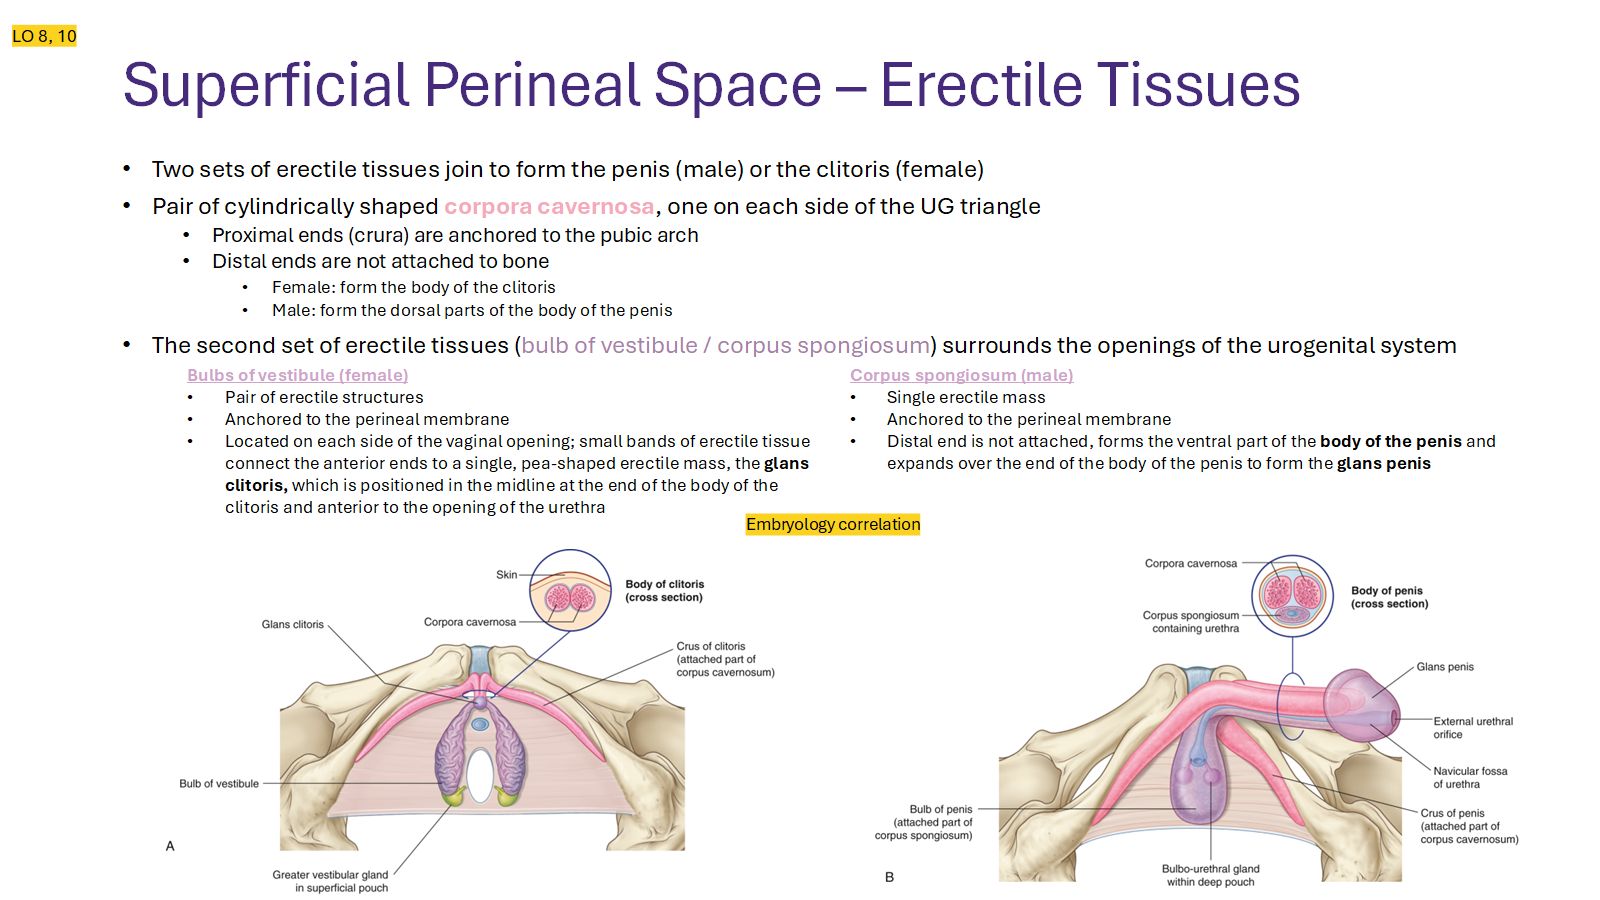 LO 8, 10
Superficial Perineal Space – Erectile Tissues
• Two sets of erectile tissues join to form the penis (male) or the clitoris (female)
• Pair of cylindrically shaped corpora cavernosa, one on each side of the UG triangle
• Proximal ends (crura) are anchored to the pubic arch
• Distal ends are not attached to bone
• Female: form the body of the clitoris
• Male: form the dorsal parts of the body of the penis
• The second set of erectile tissues (bulb of vestibule / corpus spongiosum) surrounds the openings of the urogenital system
Bulbs of vestibule (female)
• Pair of erectile structures
• Anchored to the perineal membrane
• Located on each side of the vaginal opening; small bands of erectile tissue
connect the anterior ends to a single, pea-shaped erectile mass, the glans
clitoris, which is positioned in the midline at the end of the body of the
clitoris and anterior to the opening of the urethra
Corpus spongiosum (male)
• Single erectile mass
• Anchored to the perineal membrane
• Distal end is not attached, forms the ventral part of the body of the penis and
expands over the end of the body of the penis to form the glans penis
Embryology correlation
Skin
Body of clitoris
(cross section)
Corpora cavernosa
Glans clitoris
Crus of clitoris
(attached part of
corpus cavernosum)
Bulb of vestibule
A
Greater vestibular gland
in superficial pouch
Corpora cavernosa
Body of penis
(cross section)
Corpus spongiosum
containing urethra
Glans penis
External urethral
orifice
Navicular fossa
of urethra
Bulb of penis
(attached part of
corpus spongiosum)
Crus of penis
(attached part of
corpus cavernosum)
Bulbo-urethral gland
within deep pouch
B